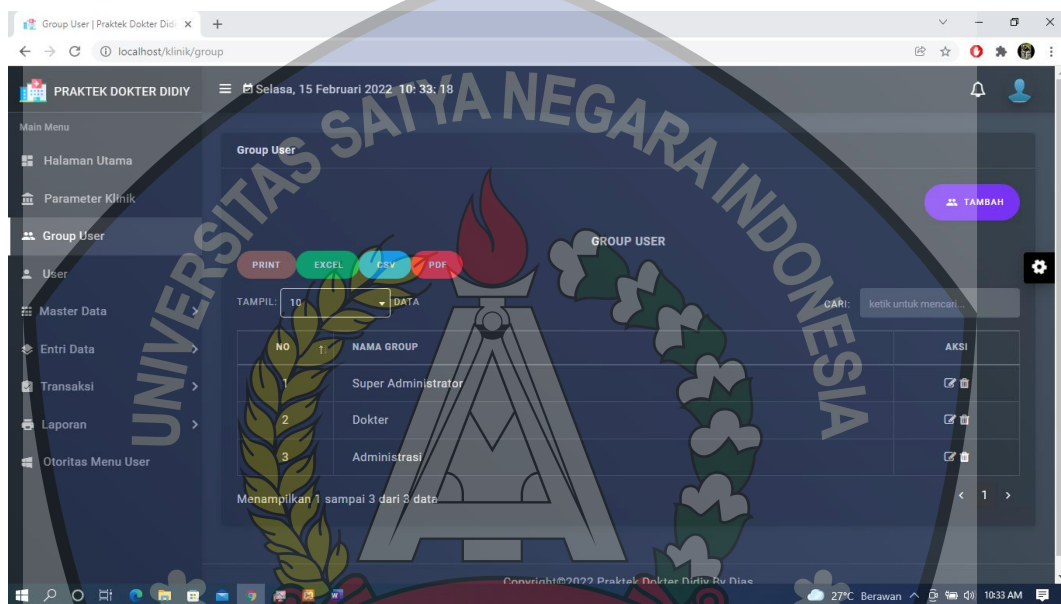 Group User | Praktek Dokter Didi
localhost/klinik/group
PRAKTEK DOKTER DIDIY
Selasa, 15 Februari 2022 10: 33: 18
Main Menu
Halaman Utama
Parameter Klinik
Group User
User
Master Data
Entri Data
Transaksi
Laporan
Otoritas Menu User
Group User
TAMBAH
GROUP USER
PRINT EXCEL CSV PDF
TAMPIL: 10 DATA
CARI: ketik untuk mencari...
NO NAMA GROUP AKSI
1 Super Administrator
2 Dokter
3 Administrasi
Menampilkan 1 sampai 3 dari 3 data
< 1 >
Copyright©2022 Praktek Dokter Didiy By Dias
UNIVERSITAS SATYA NEGARA INDONESIA
27°C Berawan 10:33 AM